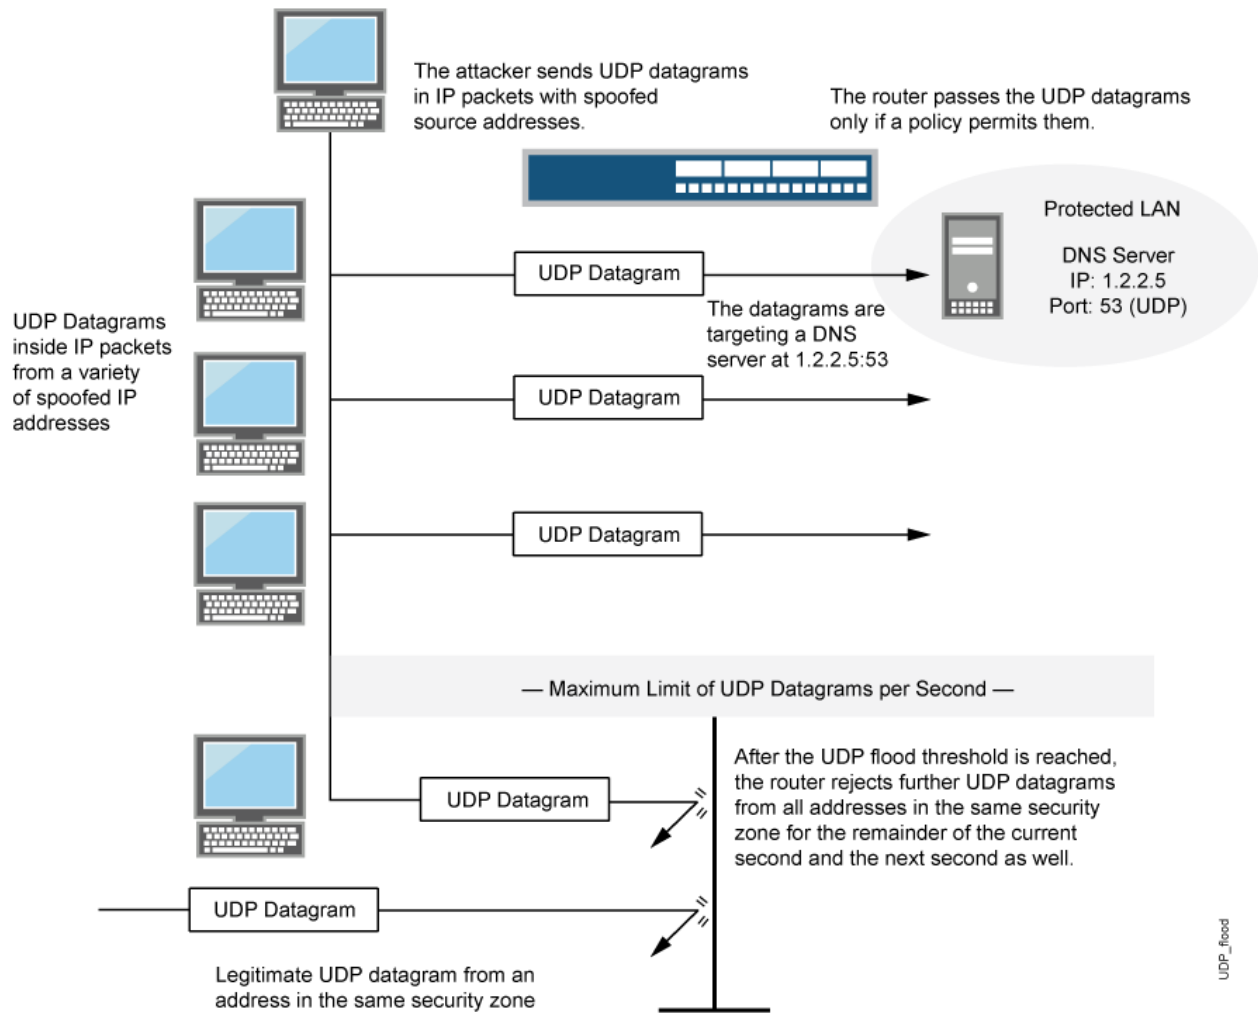 The attacker sends UDP datagrams
in IP packets with spoofed
source addresses.
The router passes the UDP datagrams
only if a policy permits them.
Protected LAN
DNS Server
IP: 1.2.2.5
Port: 53 (UDP)
UDP Datagram
The datagrams are
targeting a DNS
server at 1.2.2.5:53
UDP Datagrams
inside IP packets
from a variety
of spoofed IP
addresses
UDP Datagram
UDP Datagram
— Maximum Limit of UDP Datagrams per Second —
UDP Datagram
After the UDP flood threshold is reached,
the router rejects further UDP datagrams
from all addresses in the same security
zone for the remainder of the current
second and the next second as well.
UDP Datagram
Legitimate UDP datagram from an
address in the same security zone
UDP_flood